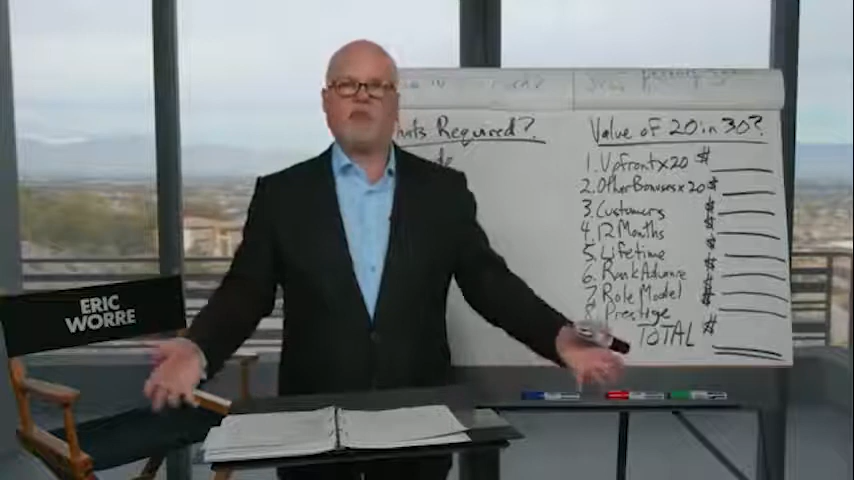 ERIC
WORRE
Required?
Value of 20 in 30?
1. Upfront x 20 $
2. Other Bonuses x 20 $
3. Customers $
4. 12 Months $
5. Lifetime $
6. Rank Advance $
7. Role Model $
8. Prestige $
TOTAL $